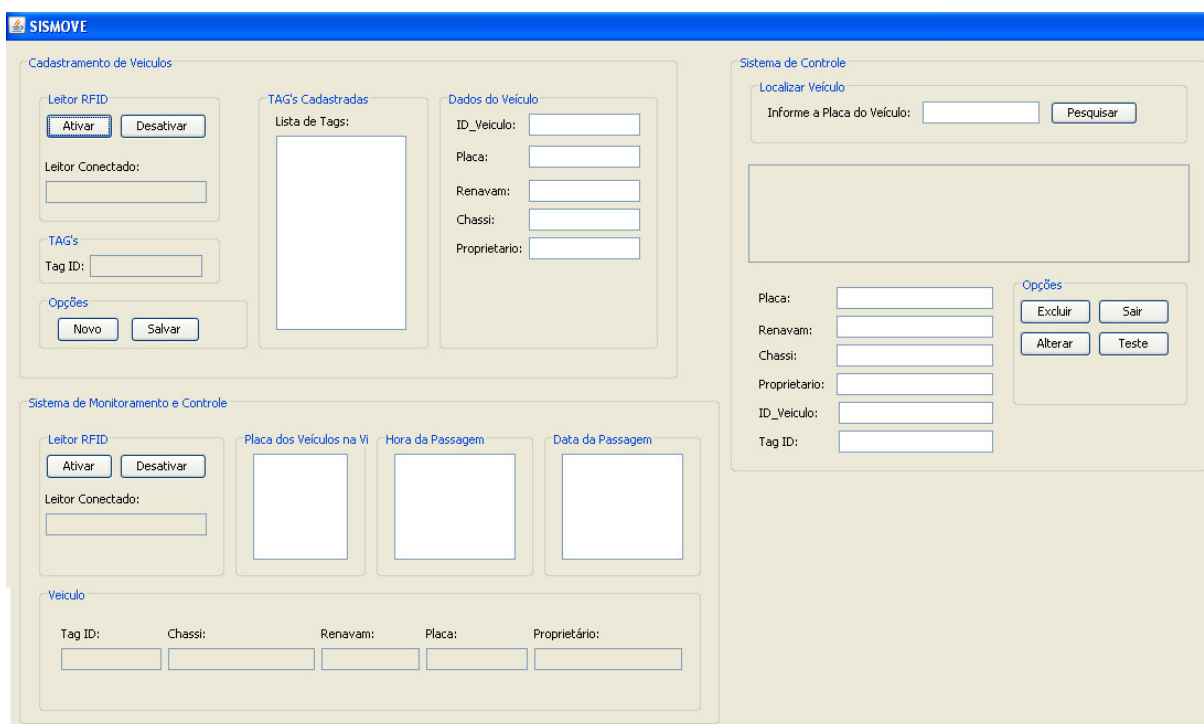 SISMOVE
Cadastramento de Veiculos
Leitor RFID
Ativar Desativar
Leitor Conectado:
TAG's
Tag ID:
Opções
Novo Salvar
TAG's Cadastradas
Lista de Tags:
Dados do Veículo
ID_Veiculo:
Placa:
Renavam:
Chassi:
Proprietario:
Sistema de Controle
Localizar Veículo
Informe a Placa do Veículo: Pesquisar
Placa:
Renavam:
Chassi:
Proprietário:
ID_Veiculo:
Tag ID:
Opções
Excluir Sair
Alterar Teste
Sistema de Monitoramento e Controle
Leitor RFID
Ativar Desativar
Leitor Conectado:
Placa dos Veículos na Vi
Hora da Passagem
Data da Passagem
Veiculo
Tag ID: Chassi: Renavam: Placa: Proprietário: